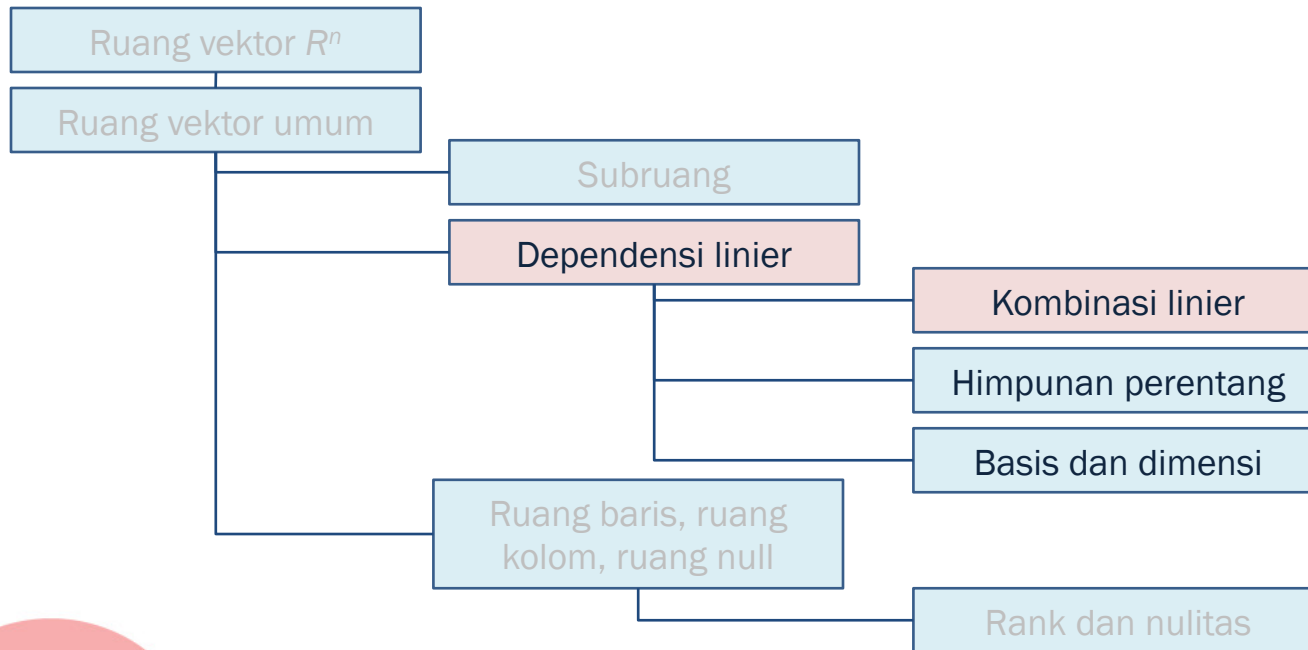 Ruang vektor Rⁿ
Ruang vektor umum
Subruang
Dependensi linier
Kombinasi linier
Himpunan perentang
Basis dan dimensi
Ruang baris, ruang
kolom, ruang null
Rank dan nulitas